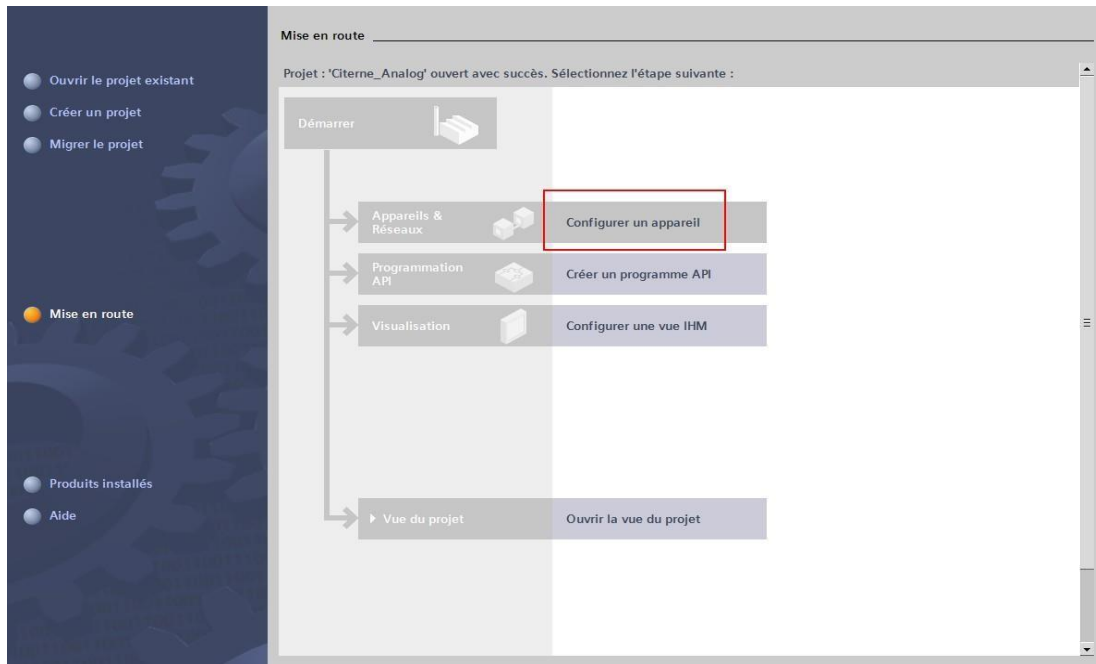 Mise en route
Ouvrir le projet existant
Créer un projet
Migrer le projet
Mise en route
Produits installés
Aide
Projet : 'Citerne_Analog' ouvert avec succès. Sélectionnez l'étape suivante :
Démarrer
Appareils &
Réseaux
Configurer un appareil
Programmation
API
Créer un programme API
Visualisation
Configurer une vue IHM
Vue du projet
Ouvrir la vue du projet